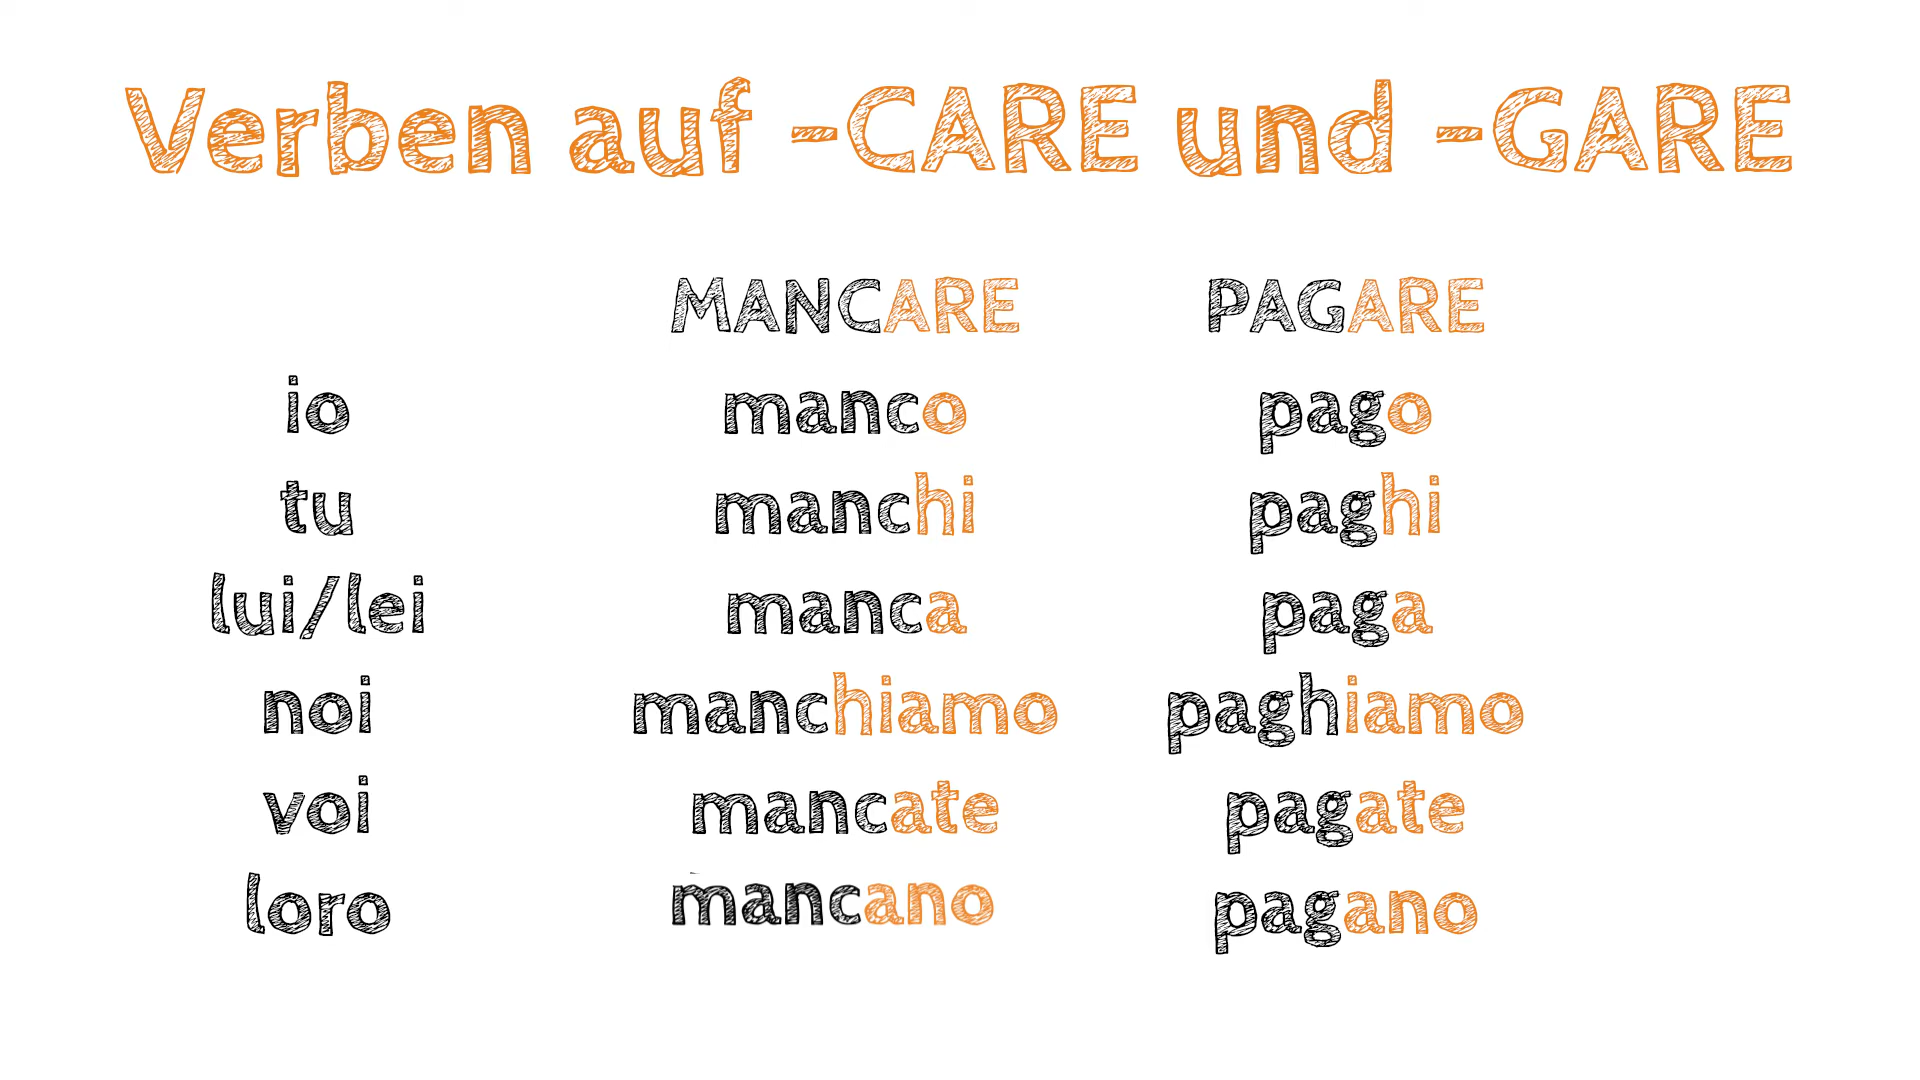 Verben auf -CARE und -GARE
MANCARE PAGARE
io manco pago
tu manchi paghi
lui/lei manca paga
noi manchiamo paghiamo
voi mancate pagate
loro mancano pagano